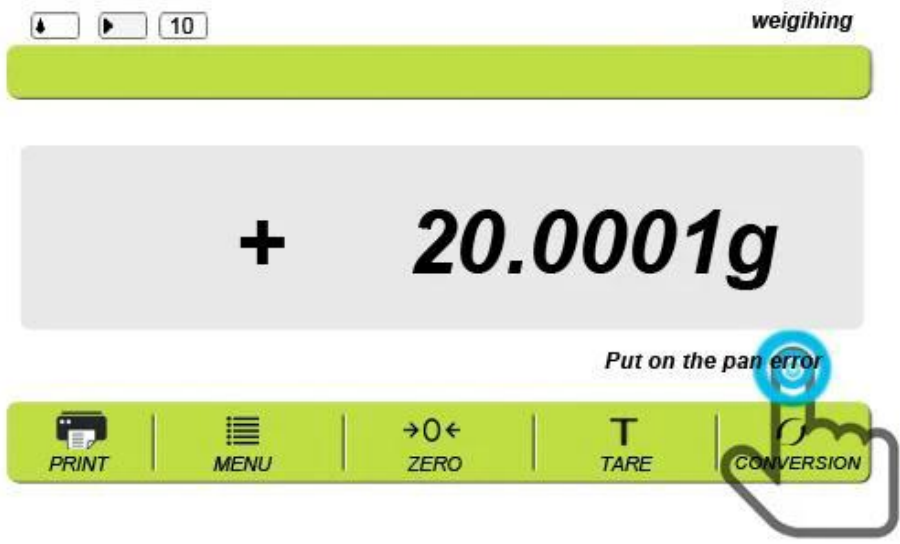 10
weigihing
+ 20.0001g
Put on the pan error
PRINT MENU →0← ZERO T TARE CONVERSION